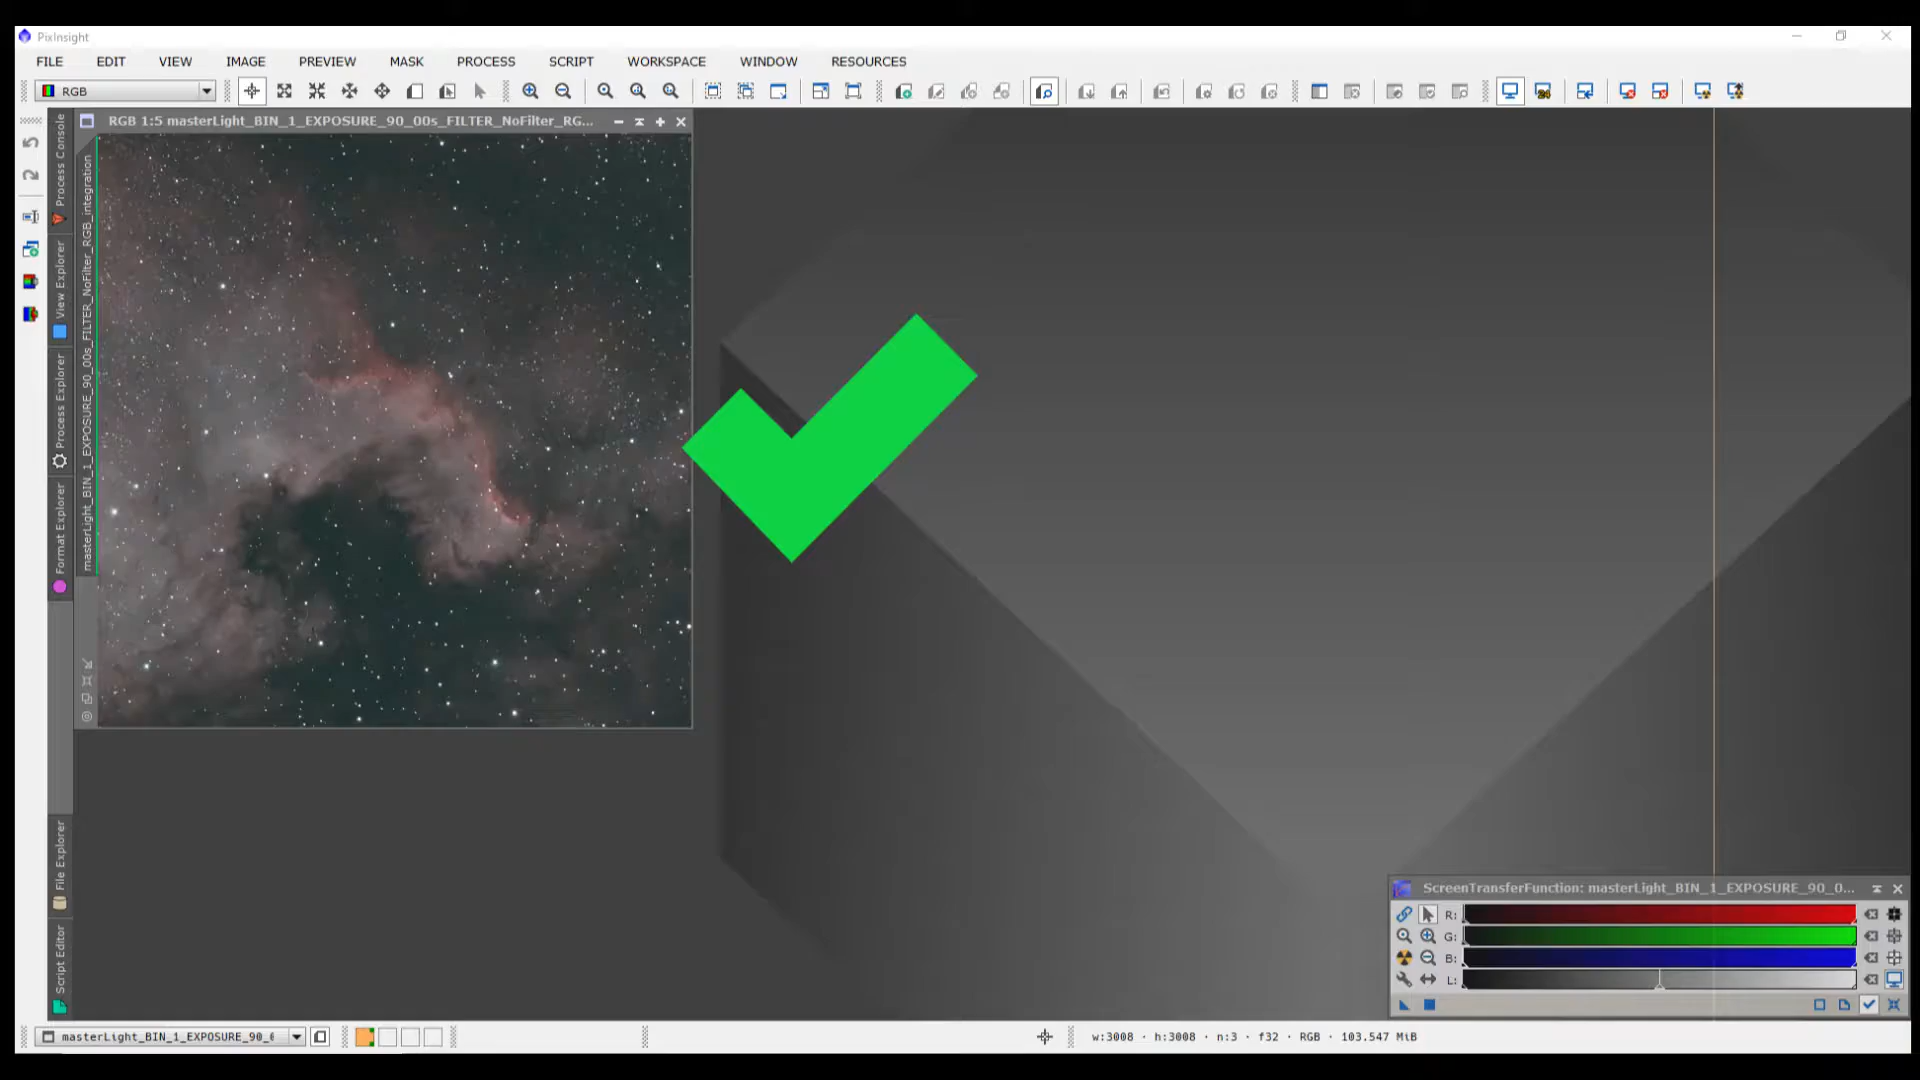 PixInsight
FILE EDIT VIEW IMAGE PREVIEW MASK PROCESS SCRIPT WORKSPACE WINDOW RESOURCES
RGB
RGB 1:5 masterLight_BIN_1_EXPOSURE_90_00s_FILTER_NoFilter_RG...
Process Console
View Explorer
Process Explorer
Format Explorer
File Explorer
Script Editor
masterLight_BIN_1_EXPOSURE_90_00s_FILTER_NoFilter_RGB_integration
ScreenTransferFunction: masterLight_BIN_1_EXPOSURE_90_0...
R:
G:
B:
L:
masterLight_BIN_1_EXPOSURE_90_0
w:3008 · h:3008 · n:3 · f32 · RGB · 103.547 MiB